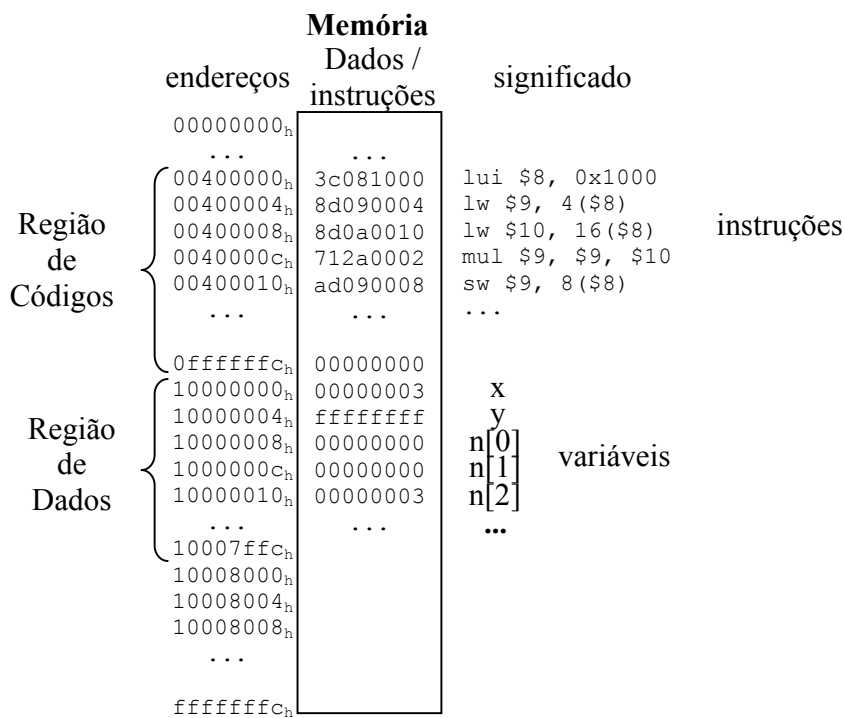 Memória
endereços Dados / instruções significado
00000000h
... ...
00400000h 3c081000 lui $8, 0x1000
00400004h 8d090004 lw $9, 4($8)
Região de Códigos 00400008h 8d0a0010 lw $10, 16($8) instruções
0040000ch 712a0002 mul $9, $9, $10
00400010h ad090008 sw $9, 8($8)
... ... ...
0ffffffch 00000000
10000000h 00000003 x
10000004h ffffffff y
Região de Dados 10000008h 00000000 n[0] variáveis
1000000ch 00000000 n[1]
10000010h 00000003 n[2]
... ... ...
10007ffch
10008000h
10008004h
10008008h
...
fffffffch